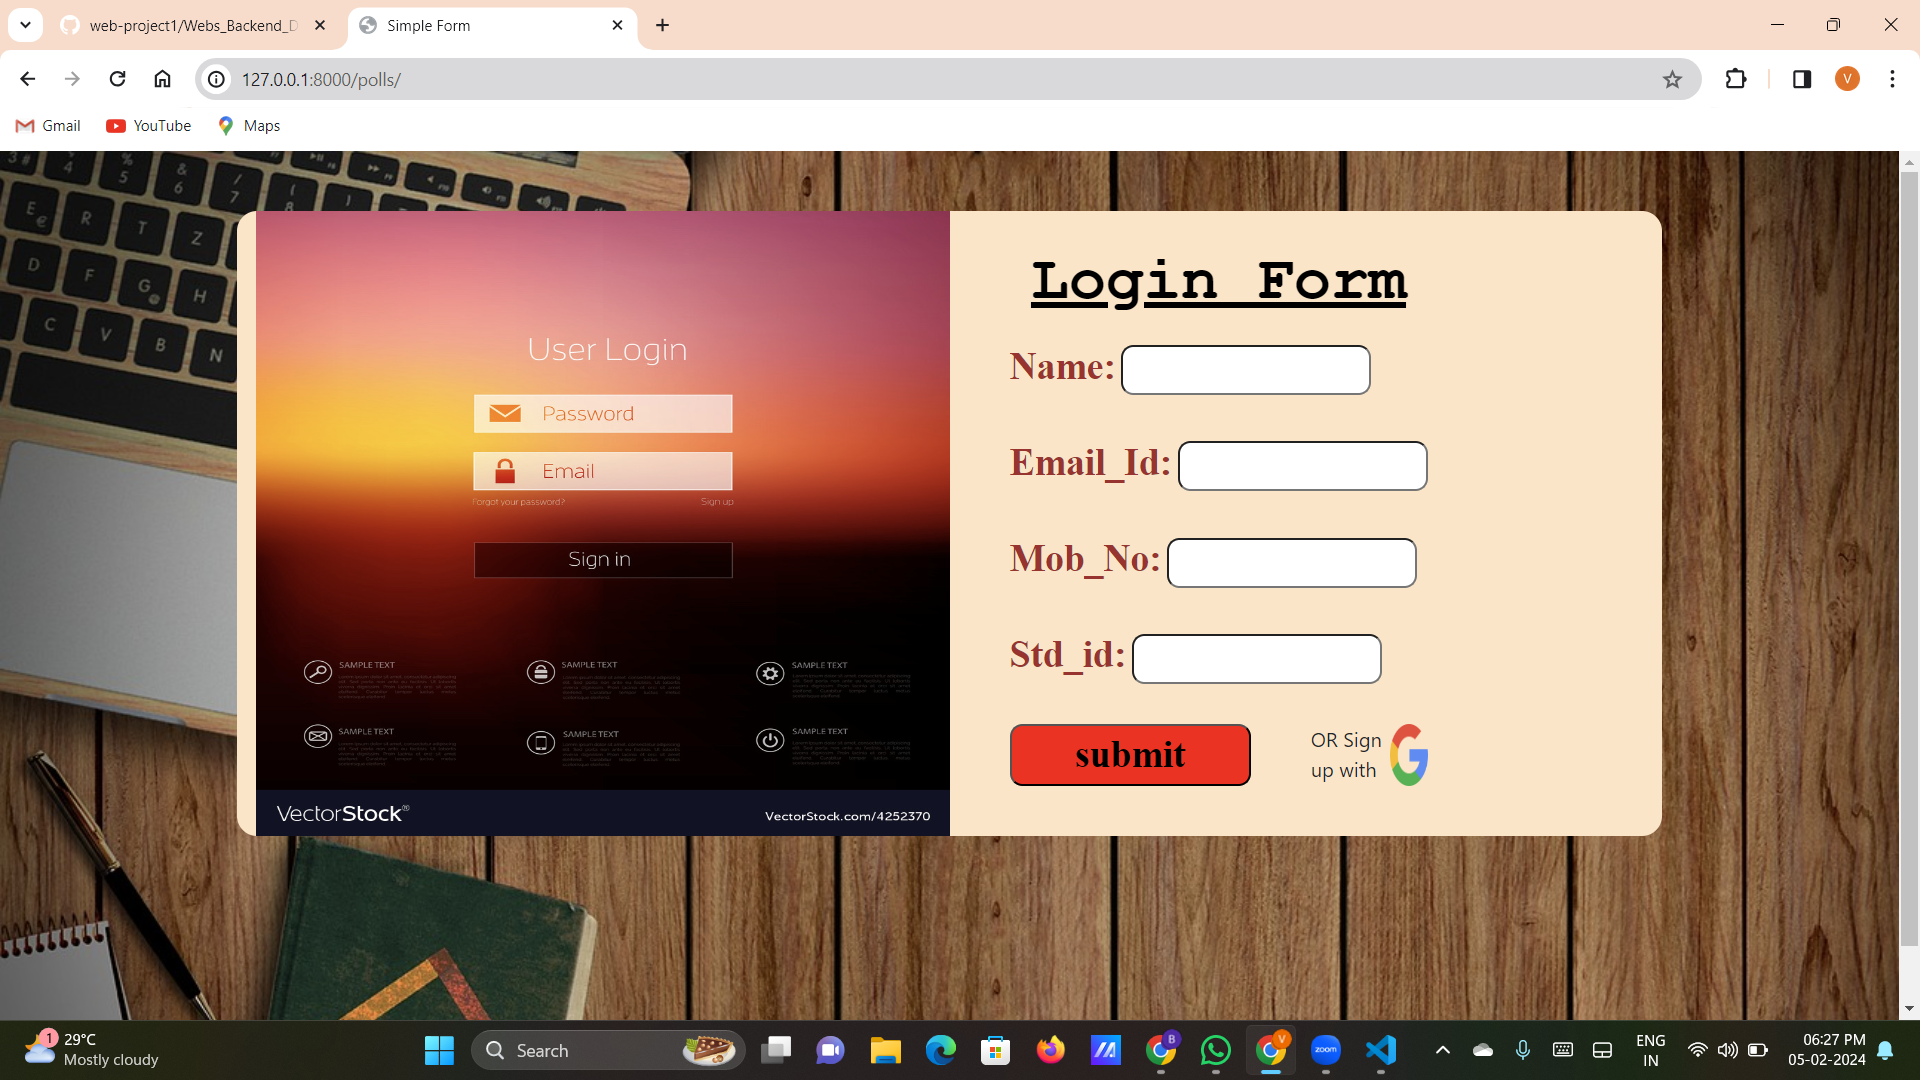 web-project1/Webs_Backend_D
Simple Form
127.0.0.1:8000/polls/
V
Gmail
YouTube
Maps
User Login
Password
Email
Forgot your password?
Sign up
Sign in
SAMPLE TEXT
SAMPLE TEXT
SAMPLE TEXT
SAMPLE TEXT
SAMPLE TEXT
SAMPLE TEXT
VectorStock®
VectorStock.com/4252370
Login Form
Name:
Email_Id:
Mob_No:
Std_id:
submit
OR Sign
up with
1
29°C
Mostly cloudy
Search
B
V
zoom
ENG
IN
06:27 PM
05-02-2024